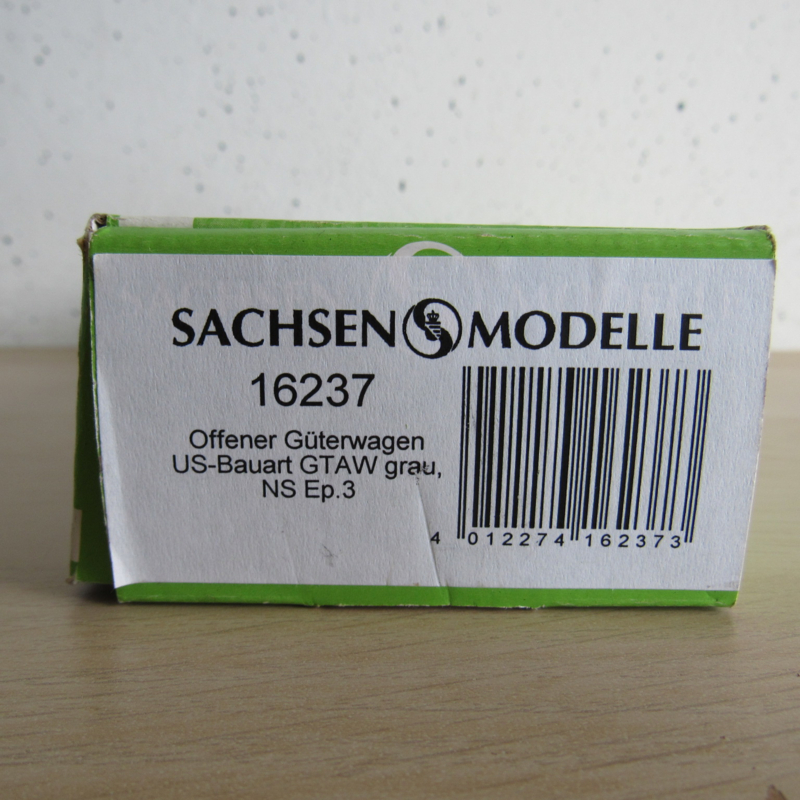 SACHSEN MODELLE
16237
Offener Güterwagen
US-Bauart GTAW grau,
NS Ep.3
4 012274 162373